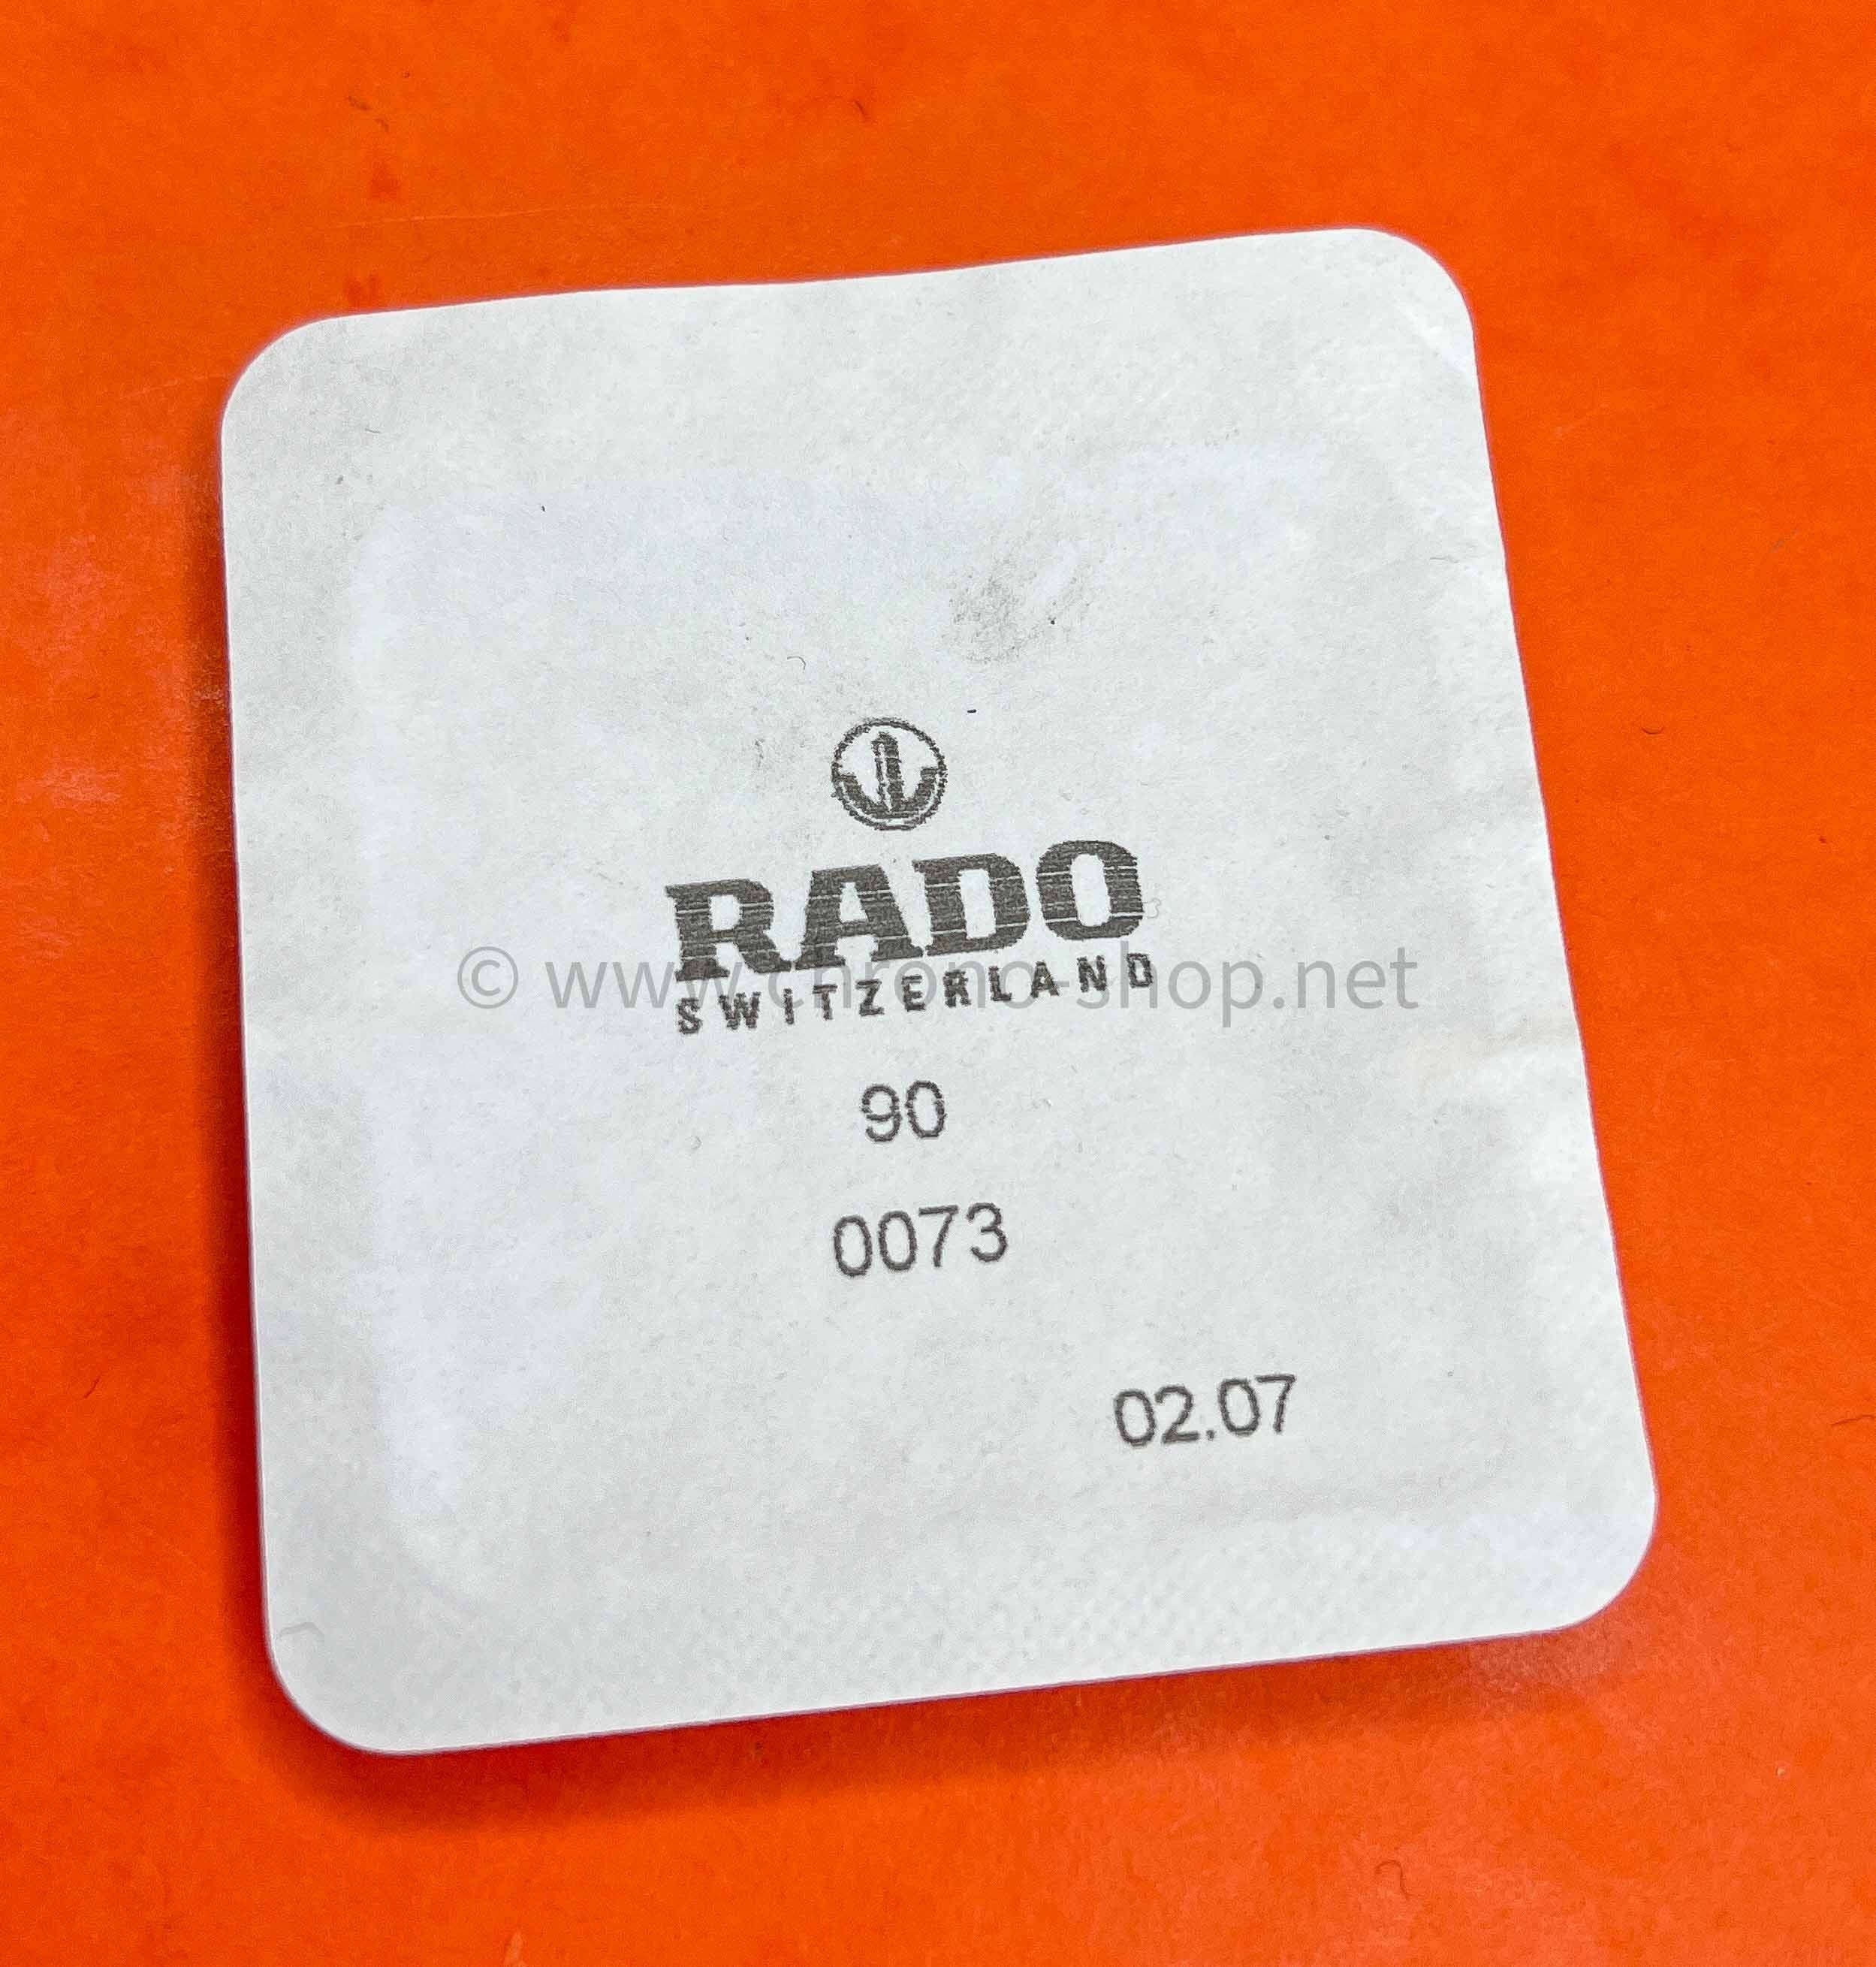 RADO
SWITZERLAND
© www.chrono-shop.net
90
0073
02.07